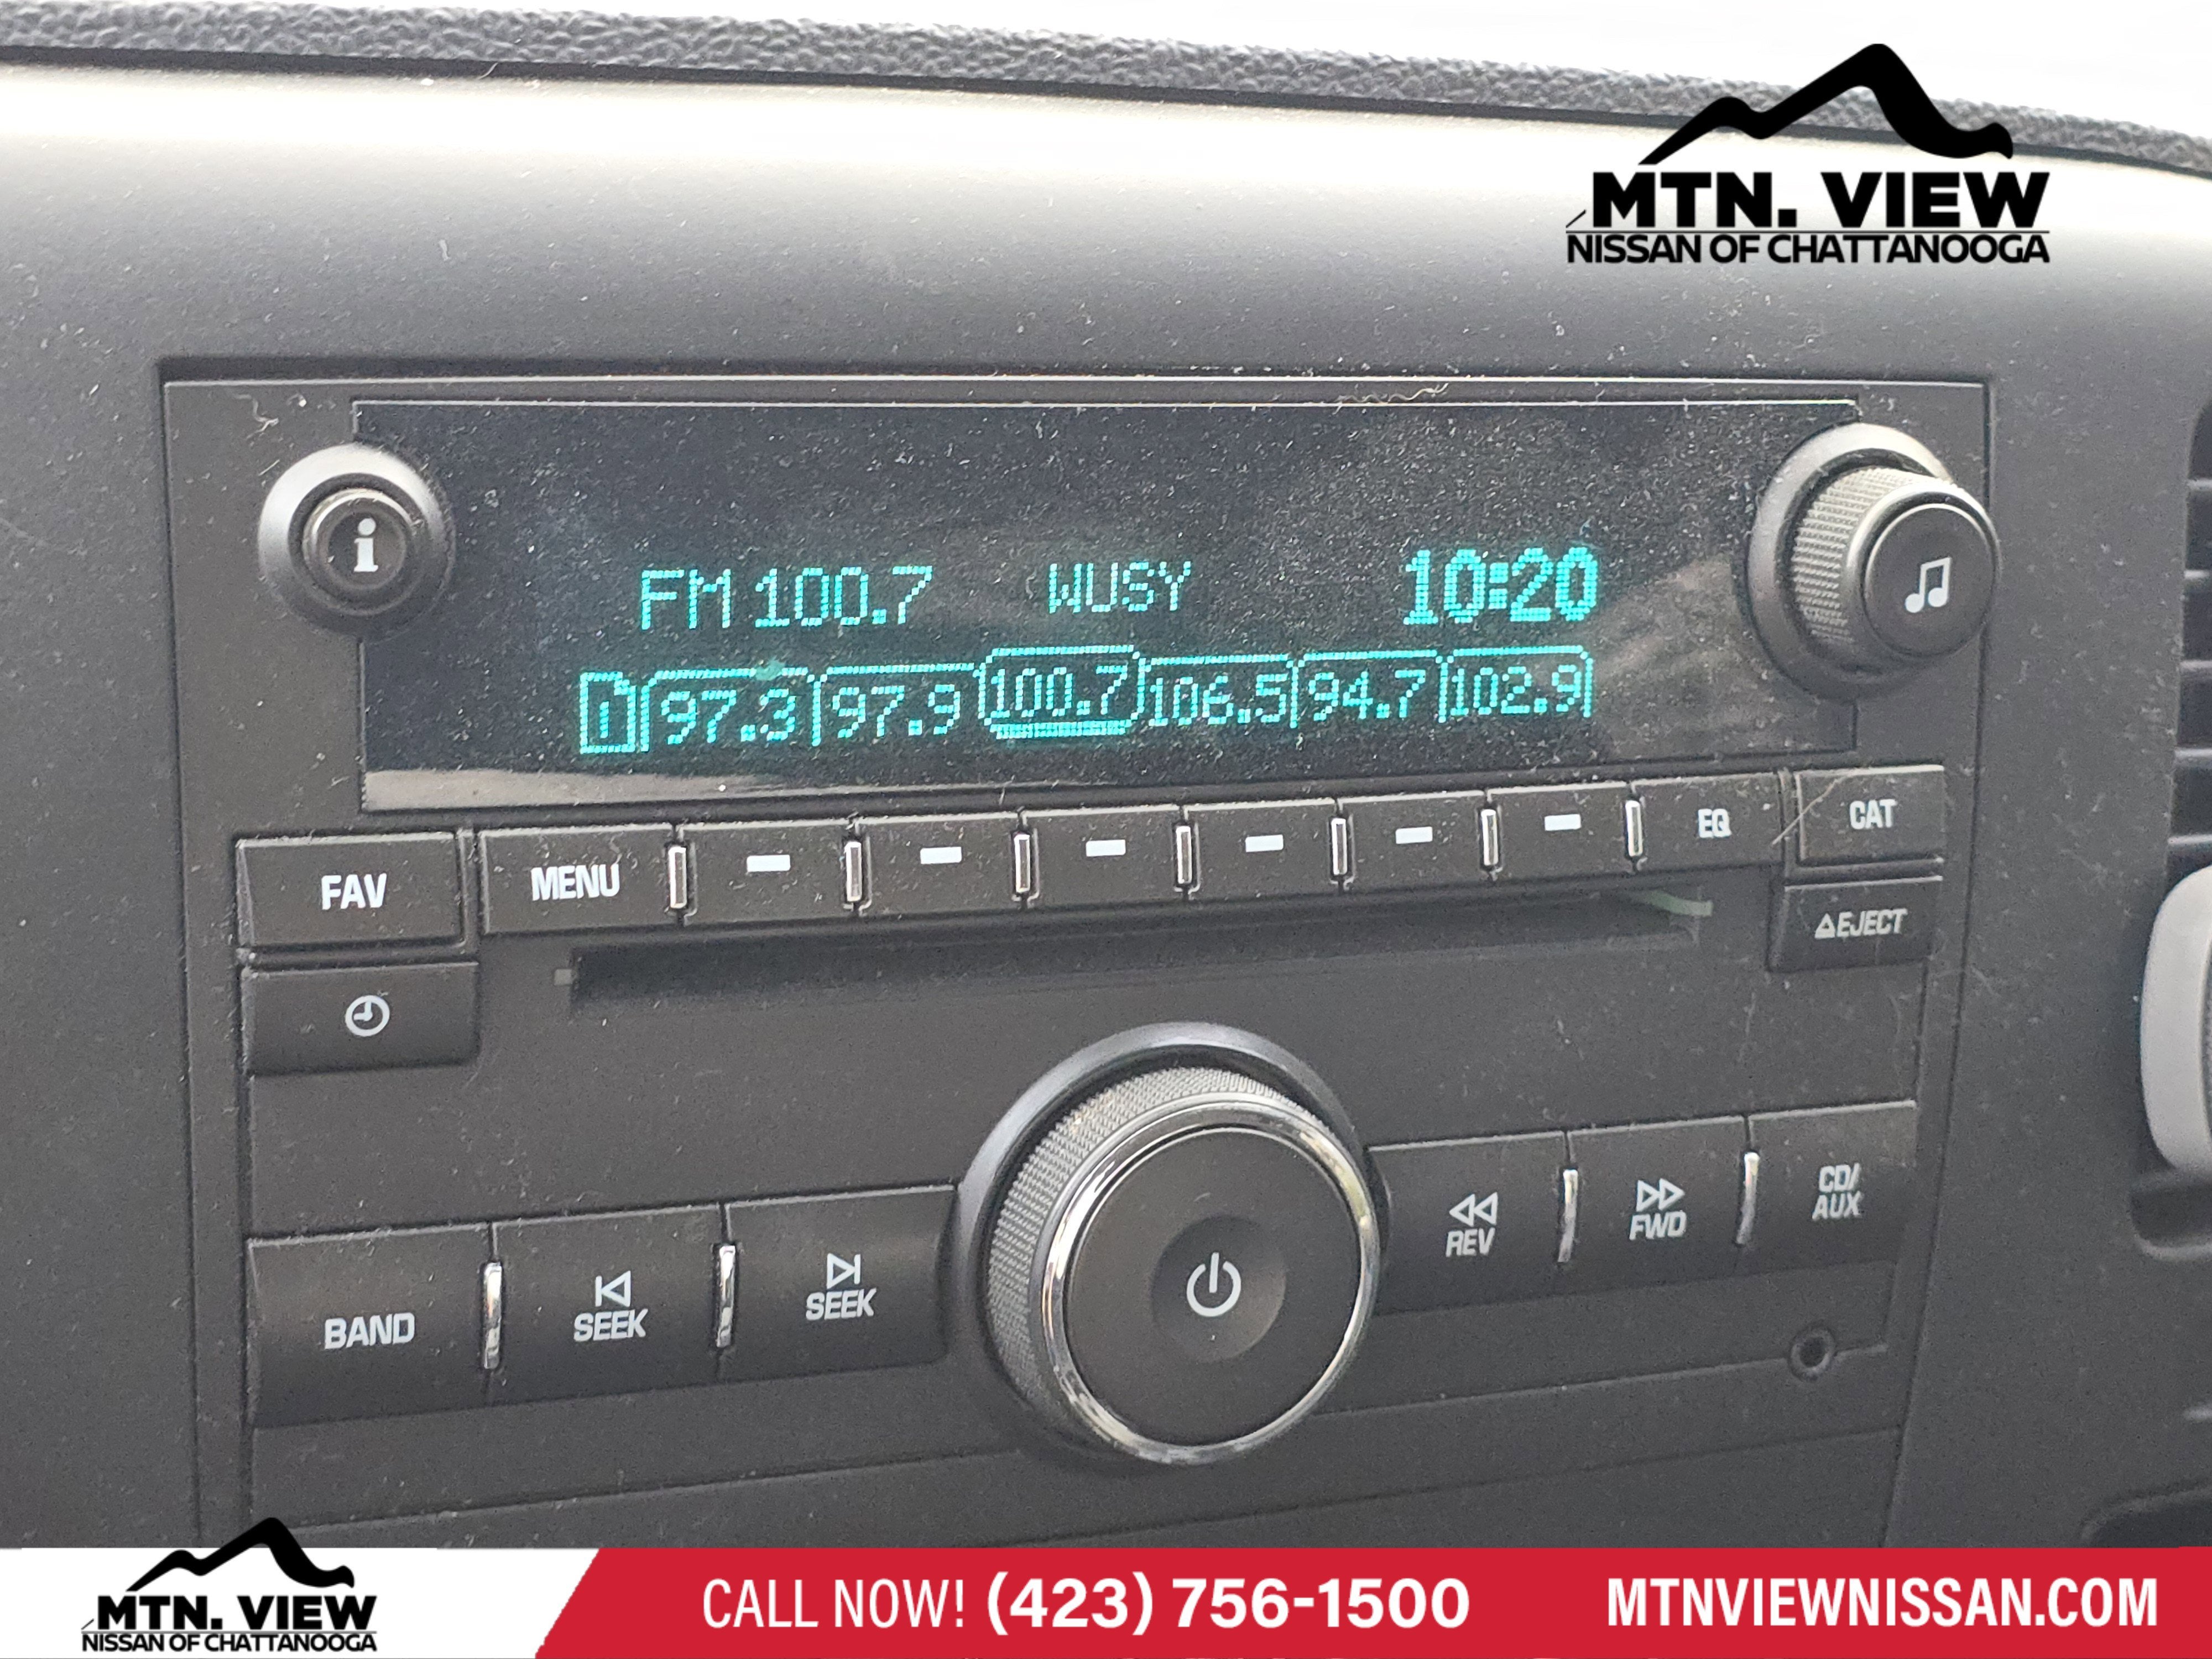 MTN. VIEW
NISSAN OF CHATTANOOGA
i
FM 100.7 WUSY 10:20
1 97.3 97.9 100.7 106.5 94.7 102.9
FAV MENU EQ CAT
EJECT
BAND SEEK SEEK REV FWD CD/
AUX
MTN. VIEW
NISSAN OF CHATTANOOGA
CALL NOW! (423) 756-1500 MTNVIEWNISSAN.COM